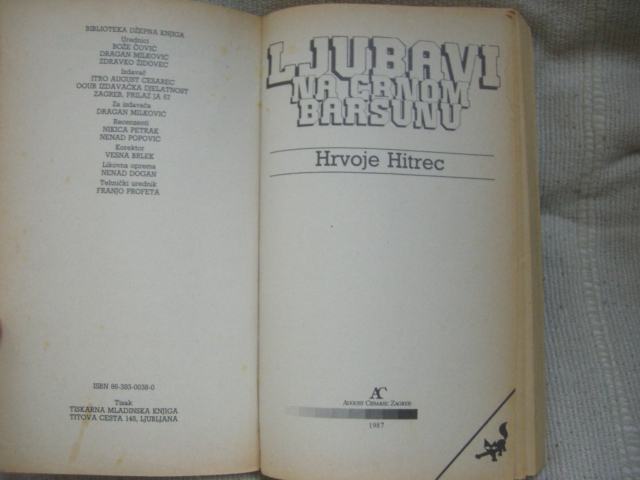 BIBLIOTEKA DŽEPNA KNJIGA
Urednici
BOŽE ČOVIĆ
DRAGAN MILKOVIĆ
ZDRAVKO ŽIDOVEC
Izdavač
ITRO AUGUST CESAREC
OOUR IZDAVAČKA DJELATNOST
ZAGREB, PRILAZ JA 57
Za izdavača
DRAGAN MILKOVIĆ
Recenzenti
NIKICA PETRAK
NENAD POPOVIĆ
Korektor
VESNA BRLEK
Likovna oprema
NENAD DOGAN
Tehnički urednik
FRANJO PROFETA
ISBN 86-393-0038-0
Tisak
TISKARNA MLADINSKA KNJIGA
TITOVA CESTA 145, LJUBLJANA
LJUBAVI
NA CRNOM
BARŠUNU
Hrvoje Hitrec
AC
AUGUST CESAREC ZAGREB
1987